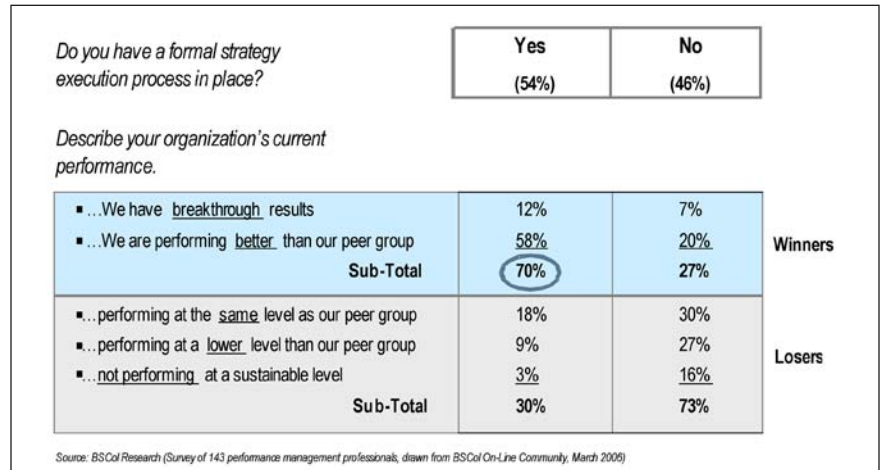 Do you have a formal strategy
execution process in place?
Yes No
(54%) (46%)
Describe your organization's current
performance.
▪ ...We have breakthrough results 12% 7%
▪ ...We are performing better than our peer group 58% 20%
Sub-Total 70% 27%
Winners
▪ ...performing at the same level as our peer group 18% 30%
▪ ...performing at a lower level than our peer group 9% 27%
▪ ...not performing at a sustainable level 3% 16%
Sub-Total 30% 73%
Losers
Source: BSCol Research (Survey of 143 performance management professionals, drawn from BSCol On-Line Community, March 2006)